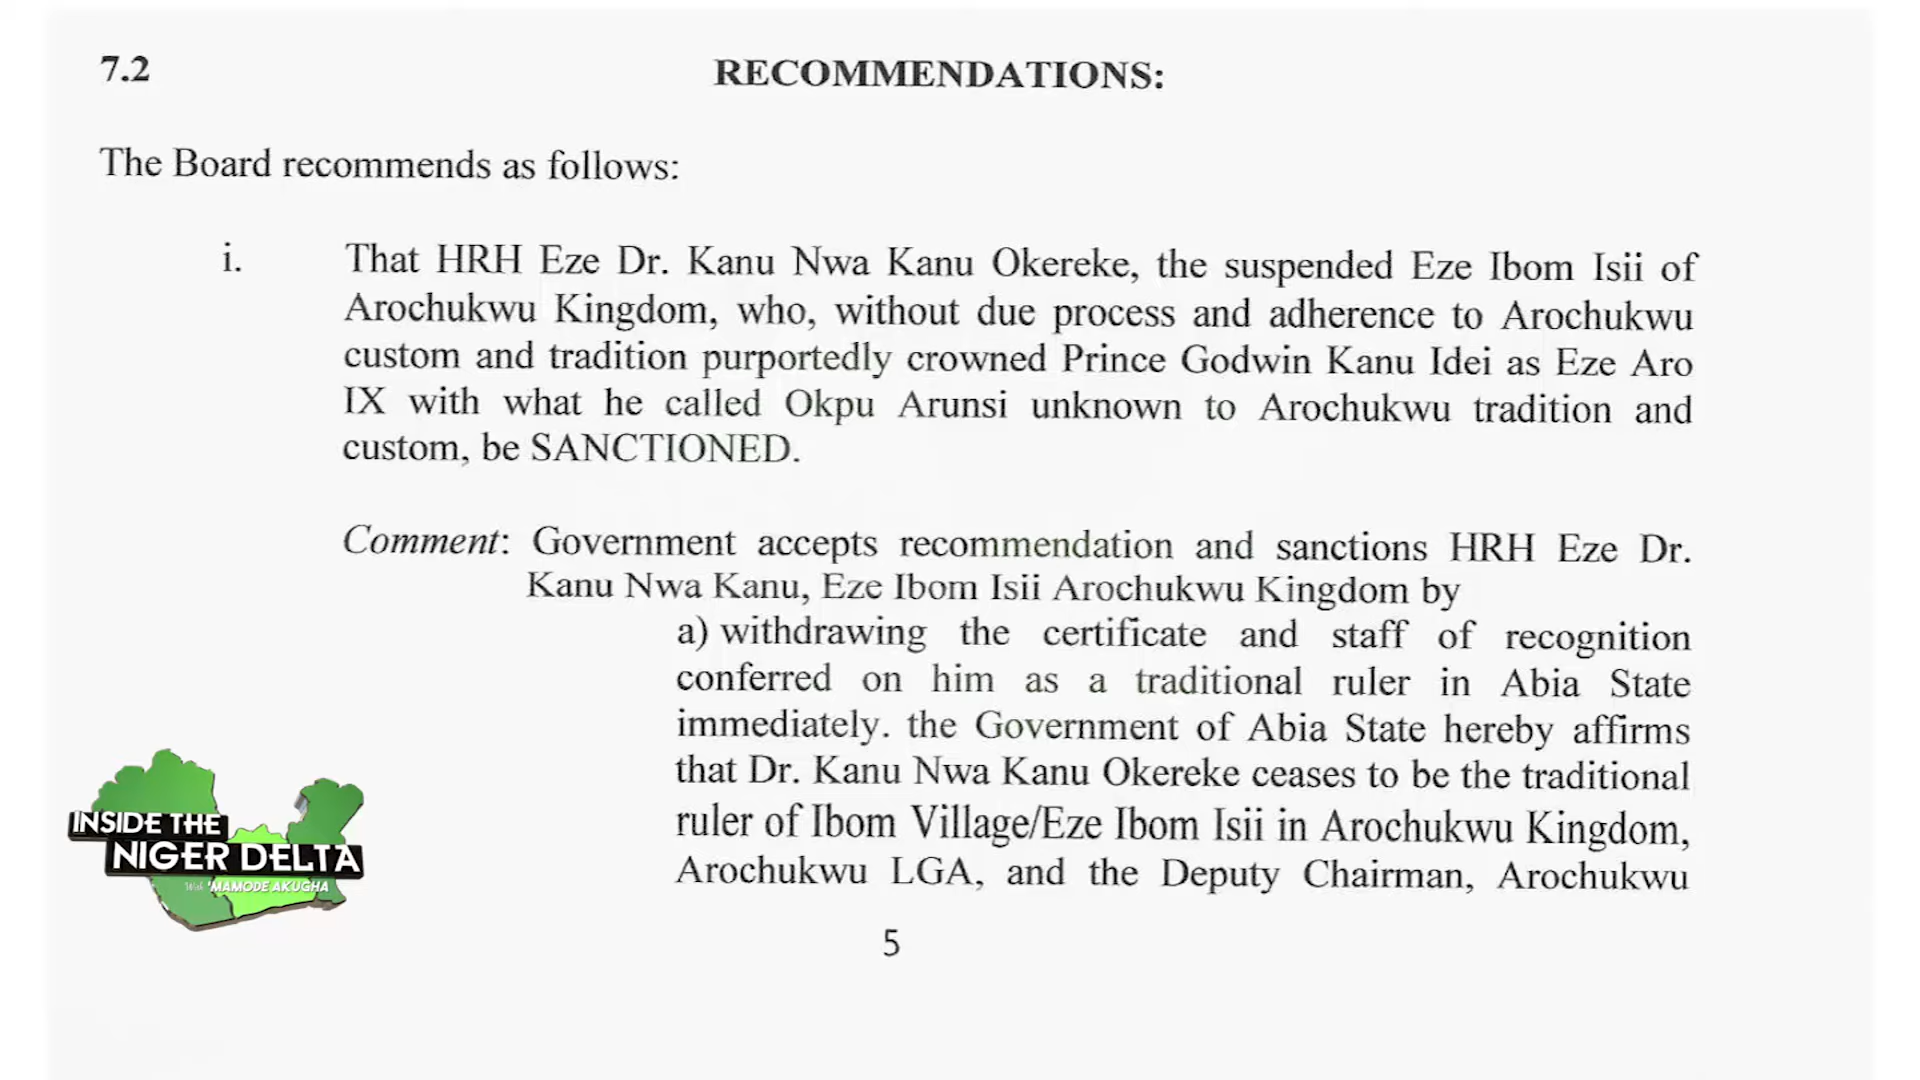 7.2
RECOMMENDATIONS:
The Board recommends as follows:
i.
That HRH Eze Dr. Kanu Nwa Kanu Okereke, the suspended Eze Ibom Isii of
Arochukwu Kingdom, who, without due process and adherence to Arochukwu
custom and tradition purportedly crowned Prince Godwin Kanu Idei as Eze Aro
IX with what he called Okpu Arunsi unknown to Arochukwu tradition and
custom, be SANCTIONED.
Comment: Government accepts recommendation and sanctions HRH Eze Dr.
Kanu Nwa Kanu, Eze Ibom Isii Arochukwu Kingdom by
a) withdrawing the certificate and staff of recognition
conferred on him as a traditional ruler in Abia State
immediately. the Government of Abia State hereby affirms
that Dr. Kanu Nwa Kanu Okereke ceases to be the traditional
ruler of Ibom Village/Eze Ibom Isii in Arochukwu Kingdom,
Arochukwu LGA, and the Deputy Chairman, Arochukwu
5
INSIDE THE
NIGER DELTA
With 'MAMODE AKUGHA